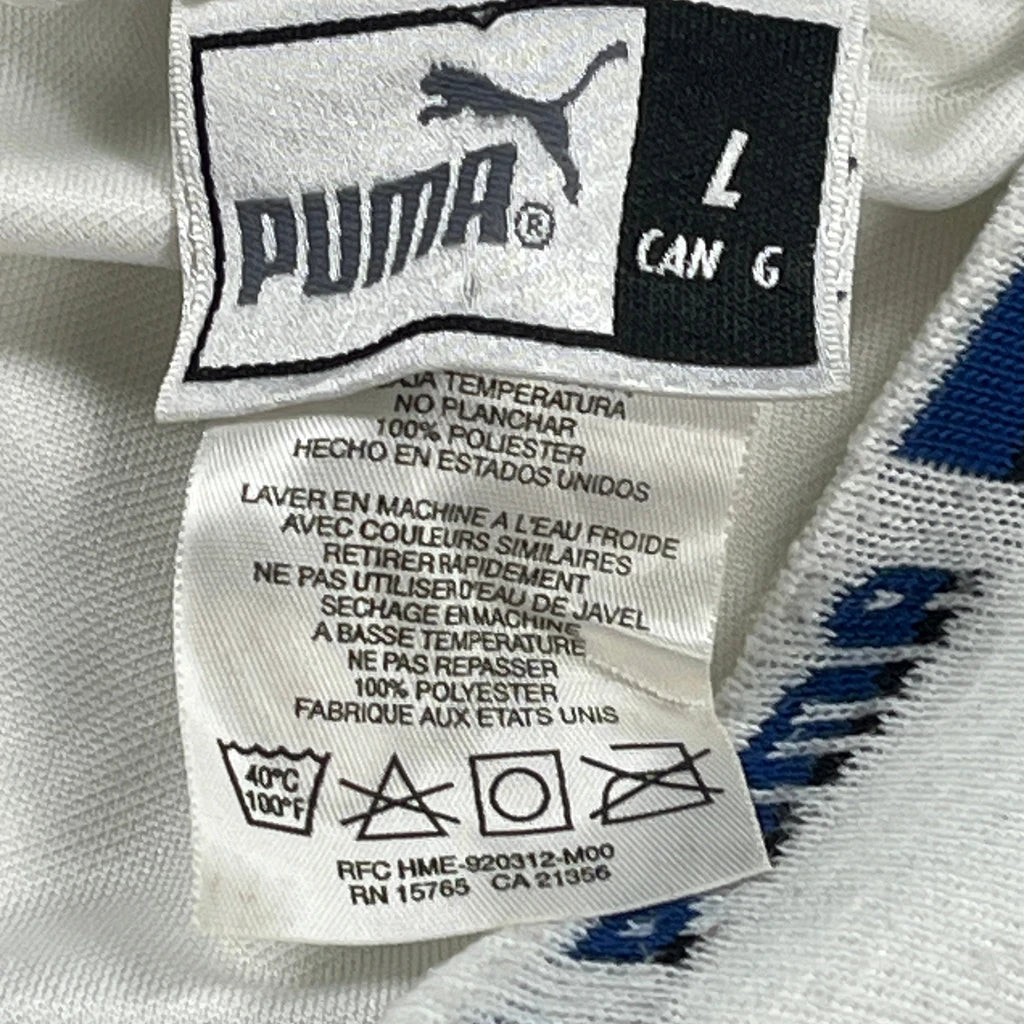 PUMA®
L
CAN G
TEMPERATURA
NO PLANCHAR
100% POLIESTER
HECHO EN ESTADOS UNIDOS
LAVER EN MACHINE A L'EAU FROIDE
AVEC COULEURS SIMILAIRES
RETIRER RAPIDEMENT
NE PAS UTILISER D'EAU DE JAVEL
SECHAGE EN MACHINE
A BASSE TEMPERATURE
NE PAS REPASSER
100% POLYESTER
FABRIQUE AUX ETATS UNIS
40°C
100°F
RFC HME-920312-M00
RN 15765 CA 21356